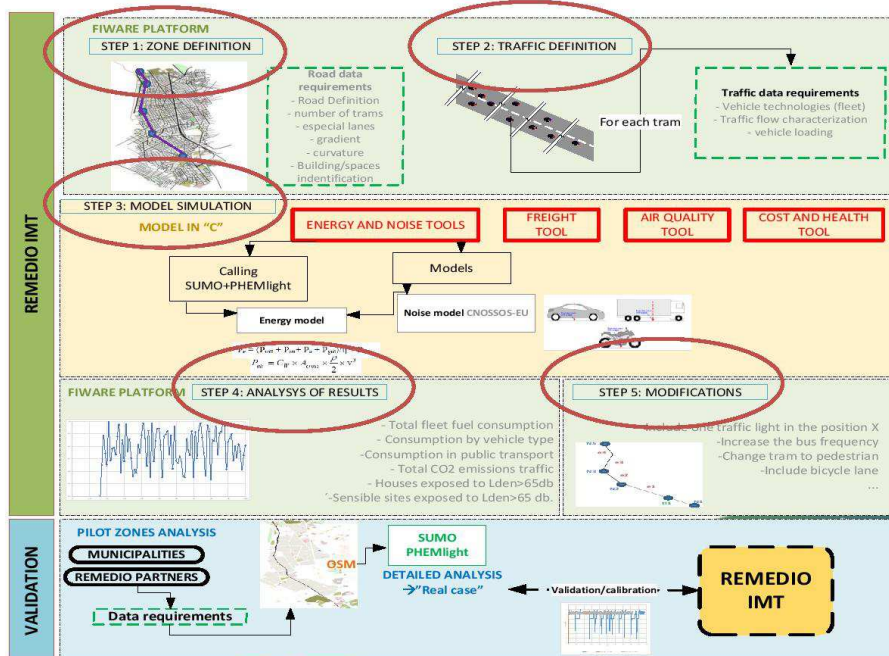 REMEDIO IMT
FIWARE PLATFORM
STEP 1: ZONE DEFINITION
Road data
requirements
- Road Definition
- number of trams
- especial lanes
- gradient
- curvature
- Building/spaces
indentification
STEP 2: TRAFFIC DEFINITION
For each tram
Traffic data requirements
- Vehicle technologies (fleet)
- Traffic flow characterization
- vehicle loading
STEP 3: MODEL SIMULATION
MODEL IN "C"
ENERGY AND NOISE TOOLS
FREIGHT
TOOL
AIR QUALITY
TOOL
COST AND HEALTH
TOOL
Calling
SUMO+PHEMlight
Models
Energy model
Noise model CNOSSOS-EU
FIWARE PLATFORM
STEP 4: ANALYSYS OF RESULTS
- Total fleet fuel consumption
- Consumption by vehicle type
-Consumption in public transport
- Total CO2 emissions traffic
- Houses exposed to Lden>65db
-Sensible sites exposed to Lden>65 db.
STEP 5: MODIFICATIONS
Include one traffic light in the position X
-Increase the bus frequency
-Change tram to pedestrian
-Include bicycle lane
...
VALIDATION
PILOT ZONES ANALYSIS
MUNICIPALITIES
REMEDIO PARTNERS
Data requirements
OSM
SUMO
PHEMlight
DETAILED ANALYSIS
→"Real case"
Validation/calibration
REMEDIO
IMT